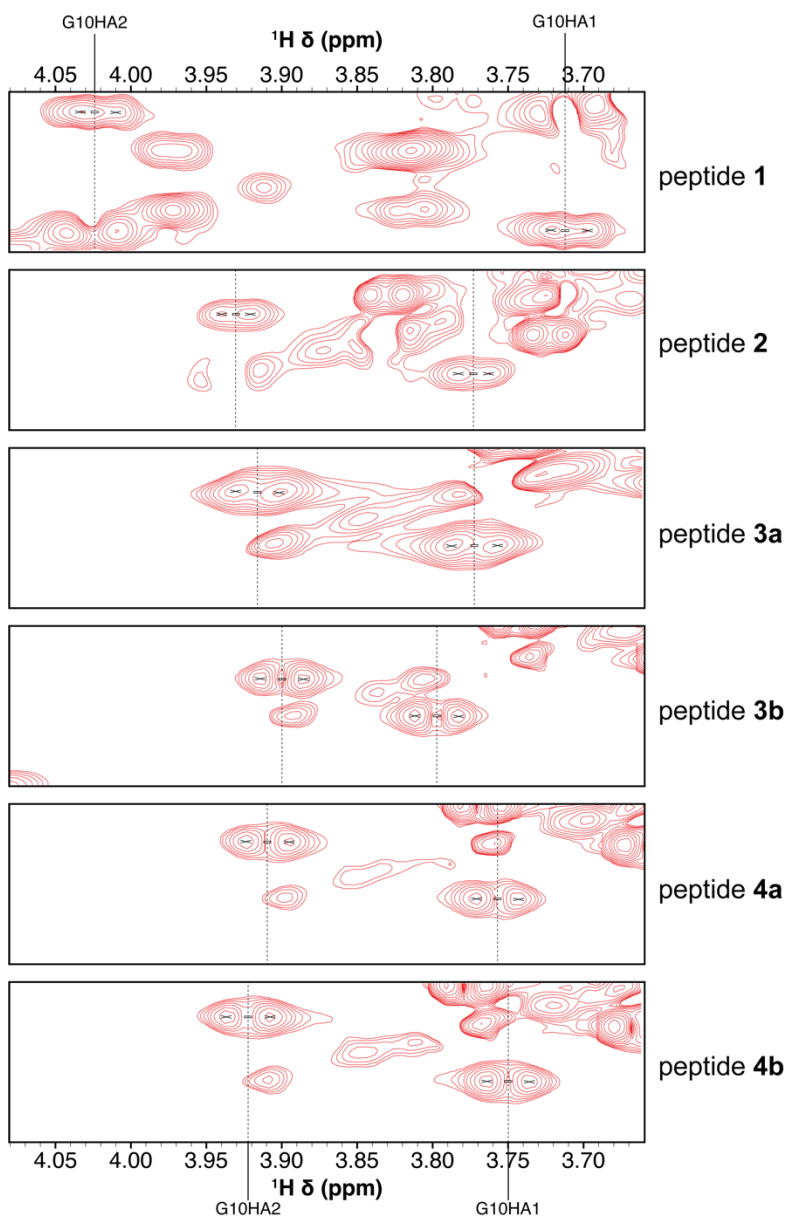 G10HA2 G10HA1
¹H δ (ppm)
4.05 4.00 3.95 3.90 3.85 3.80 3.75 3.70
peptide 1
peptide 2
peptide 3a
peptide 3b
peptide 4a
peptide 4b
4.05 4.00 3.95 3.90 3.85 3.80 3.75 3.70
¹H δ (ppm)
G10HA2 G10HA1